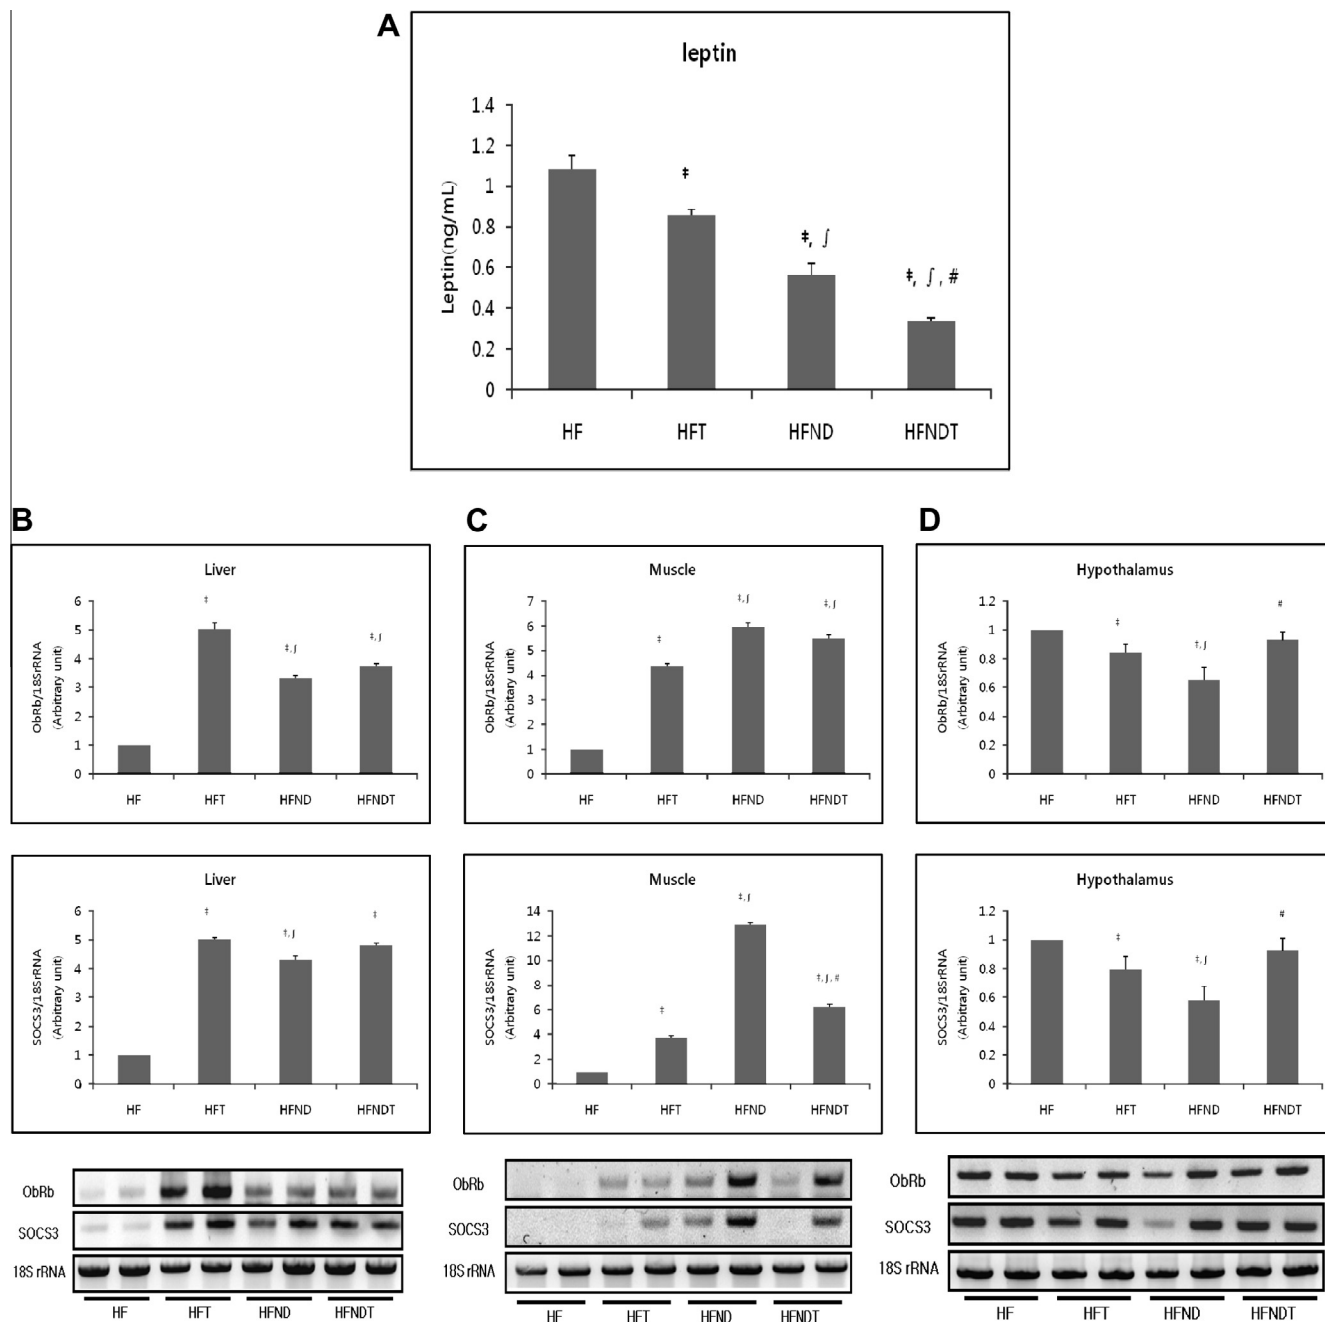 A
leptin
Leptin(ng/mL)
1.4
1.2
1
0.8
0.6
0.4
0.2
0
‡
‡, ∫
‡, ∫, #
HF HFT HFND HFNDT
B
Liver
ObRb/18SrRNA
(Arbitrary unit)
6
5
4
3
2
1
0
‡
‡,∫
‡,∫
HF HFT HFND HFNDT
Liver
SOCS3/18SrRNA
(Arbitrary unit)
6
5
4
3
2
1
0
‡
‡,∫
‡
HF HFT HFND HFNDT
ObRb
SOCS3
18S rRNA
HF HFT HFND HFNDT
C
Muscle
ObRb/18SrRNA
(Arbitrary unit)
7
6
5
4
3
2
1
0
‡
‡,∫
‡,∫
HF HFT HFND HFNDT
Muscle
SOCS3/18SrRNA
(Arbitrary unit)
14
12
10
8
6
4
2
0
‡
‡,∫
‡,∫,#
HF HFT HFND HFNDT
ObRb
SOCS3
18S rRNA
HF HFT HFND HFNDT
D
Hypothalamus
ObRb/18SrRNA
(Arbitrary unit)
1.2
1
0.8
0.6
0.4
0.2
0
‡
‡,∫
#
HF HFT HFND HFNDT
Hypothalamus
SOCS3/18SrRNA
(Arbitrary unit)
1.2
1
0.8
0.6
0.4
0.2
0
‡
‡,∫
#
HF HFT HFND HFNDT
ObRb
SOCS3
18S rRNA
HF HFT HFND HFNDT